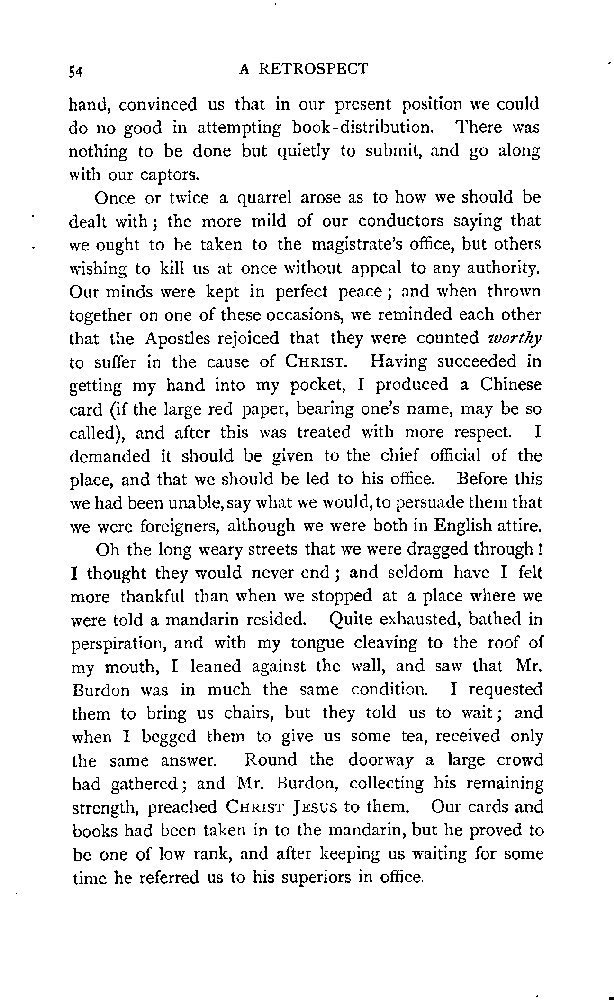 54 A RETROSPECT
hand, convinced us that in our present position we could
do no good in attempting book-distribution. There was
nothing to be done but quietly to submit, and go along
with our captors.
Once or twice a quarrel arose as to how we should be
dealt with; the more mild of our conductors saying that
we ought to be taken to the magistrate's office, but others
wishing to kill us at once without appeal to any authority.
Our minds were kept in perfect peace; and when thrown
together on one of these occasions, we reminded each other
that the Apostles rejoiced that they were counted worthy
to suffer in the cause of CHRIST. Having succeeded in
getting my hand into my pocket, I produced a Chinese
card (if the large red paper, bearing one's name, may be so
called), and after this was treated with more respect. I
demanded it should be given to the chief official of the
place, and that we should be led to his office. Before this
we had been unable, say what we would, to persuade them that
we were foreigners, although we were both in English attire.
Oh the long weary streets that we were dragged through!
I thought they would never end; and seldom have I felt
more thankful than when we stopped at a place where we
were told a mandarin resided. Quite exhausted, bathed in
perspiration, and with my tongue cleaving to the roof of
my mouth, I leaned against the wall, and saw that Mr.
Burdon was in much the same condition. I requested
them to bring us chairs, but they told us to wait; and
when I begged them to give us some tea, received only
the same answer. Round the doorway a large crowd
had gathered; and Mr. Burdon, collecting his remaining
strength, preached CHRIST JESUS to them. Our cards and
books had been taken in to the mandarin, but he proved to
be one of low rank, and after keeping us waiting for some
time he referred us to his superiors in office.